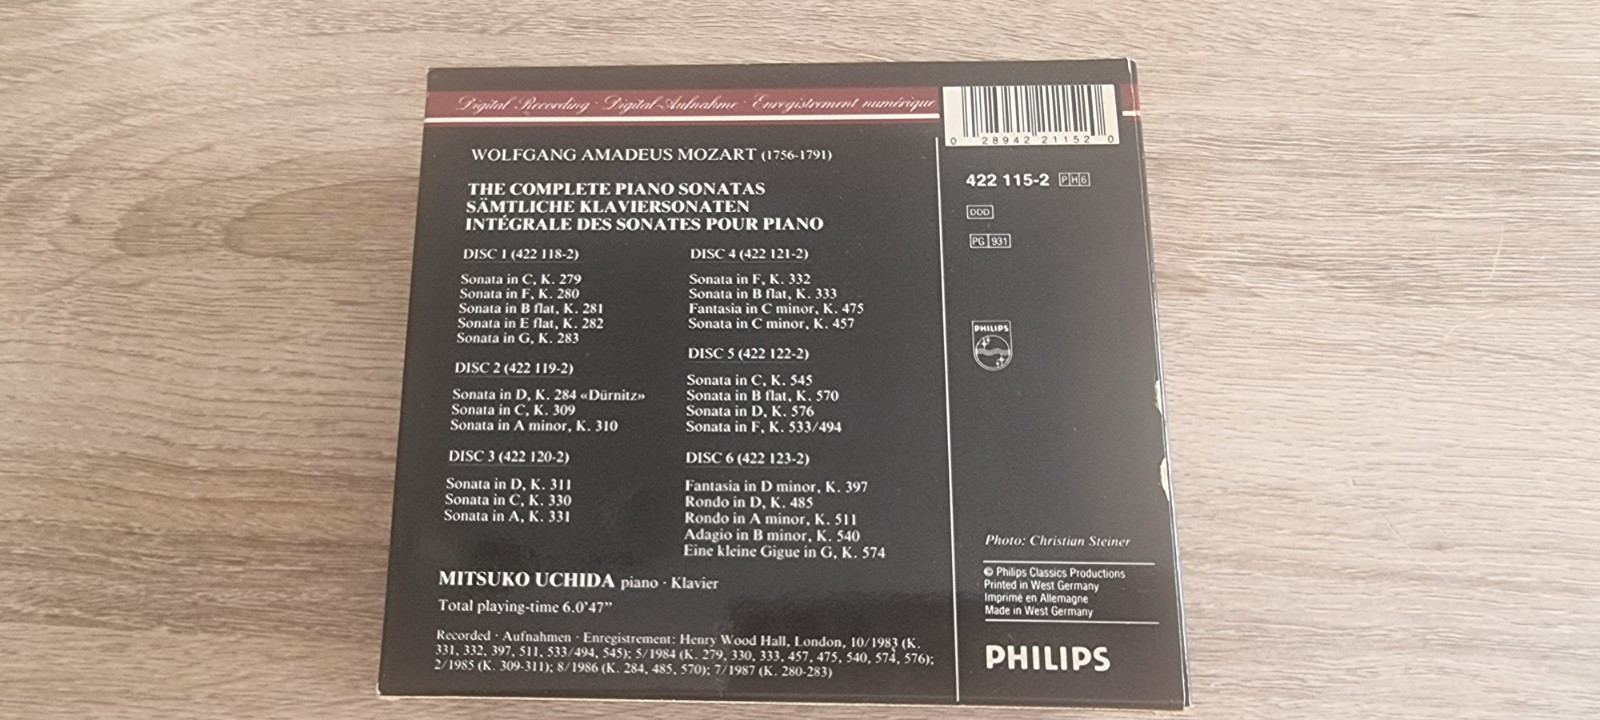 Digital Recording · Digital-Aufnahme · Enregistrement numérique
0 28942 21152 0
WOLFGANG AMADEUS MOZART (1756-1791)
THE COMPLETE PIANO SONATAS
SÄMTLICHE KLAVIERSONATEN
INTÉGRALE DES SONATES POUR PIANO
DISC 1 (422 118-2)
Sonata in C, K. 279
Sonata in F, K. 280
Sonata in B flat, K. 281
Sonata in E flat, K. 282
Sonata in G, K. 283
DISC 2 (422 119-2)
Sonata in D, K. 284 «Dürnitz»
Sonata in C, K. 309
Sonata in A minor, K. 310
DISC 3 (422 120-2)
Sonata in D, K. 311
Sonata in C, K. 330
Sonata in A, K. 331
DISC 4 (422 121-2)
Sonata in F, K. 332
Sonata in B flat, K. 333
Fantasia in C minor, K. 475
Sonata in C minor, K. 457
DISC 5 (422 122-2)
Sonata in C, K. 545
Sonata in B flat, K. 570
Sonata in D, K. 576
Sonata in F, K. 533/494
DISC 6 (422 123-2)
Fantasia in D minor, K. 397
Rondo in D, K. 485
Rondo in A minor, K. 511
Adagio in B minor, K. 540
Eine kleine Gigue in G, K. 574
MITSUKO UCHIDA piano · Klavier
Total playing-time 6.0'47"
Recorded · Aufnahmen · Enregistrement: Henry Wood Hall, London, 10/1983 (K.
331, 332, 397, 511, 533/494, 545); 5/1984 (K. 279, 330, 333, 457, 475, 540, 574, 576);
2/1985 (K. 309-311); 8/1986 (K. 284, 485, 570); 7/1987 (K. 280-283)
422 115-2 PH6
DDD
PG 931
PHILIPS
Photo: Christian Steiner
© Philips Classics Productions
Printed in West Germany
Imprimé en Allemagne
Made in West Germany
PHILIPS